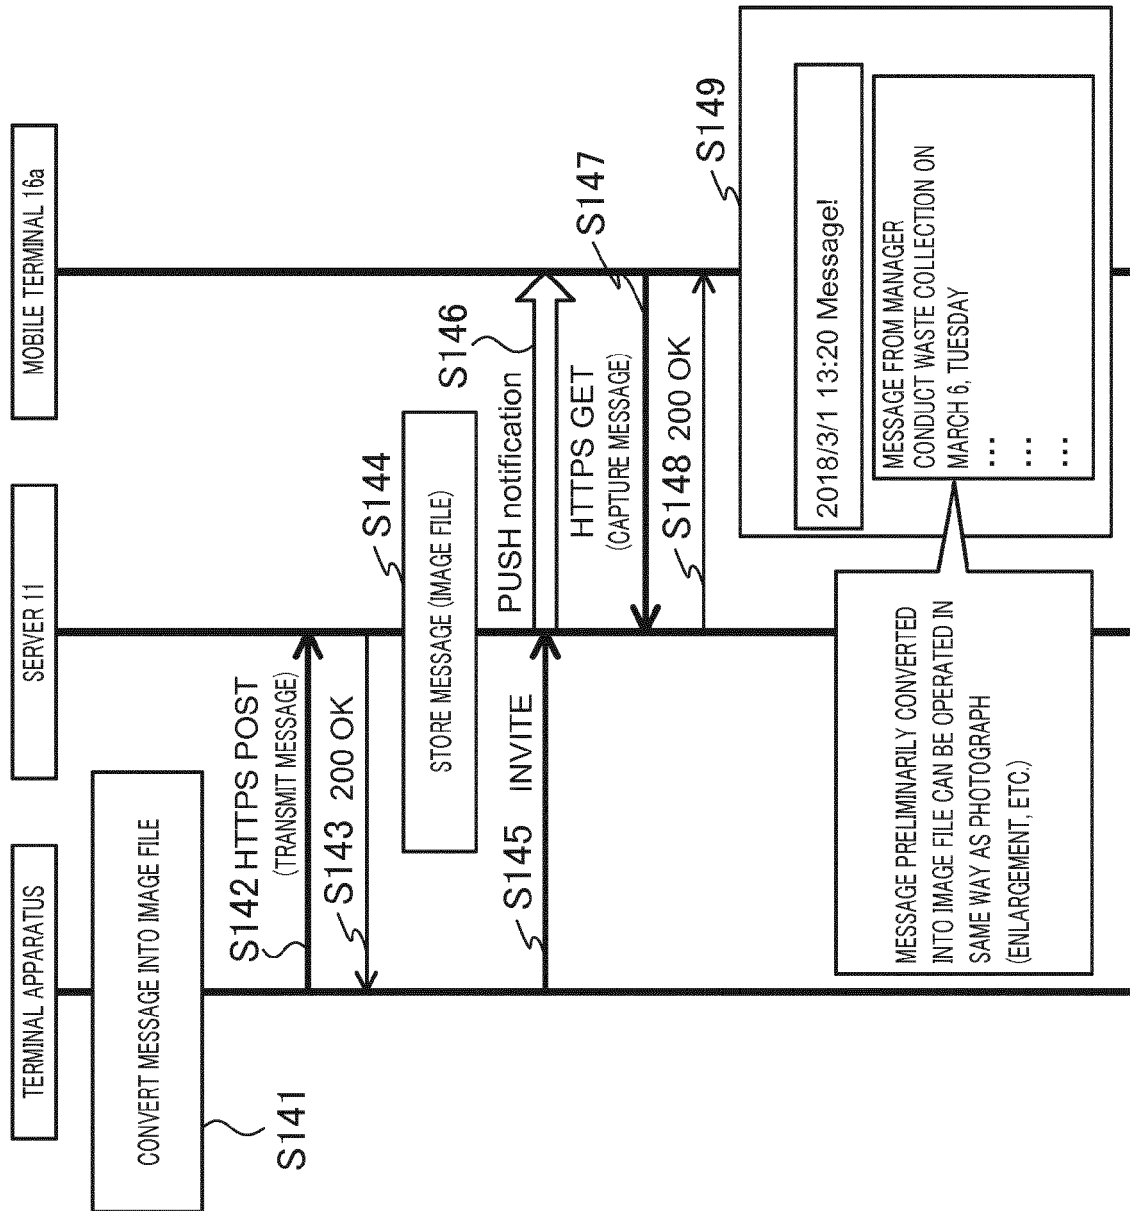 TERMINAL APPARATUS
SERVER 11
MOBILE TERMINAL 16a
CONVERT MESSAGE INTO IMAGE FILE
S141
S142 HTTPS POST
(TRANSMIT MESSAGE)
S143 200 OK
S144
STORE MESSAGE (IMAGE FILE)
S145 INVITE
S146
PUSH notification
S147
HTTPS GET
(CAPTURE MESSAGE)
S148 200 OK
S149
2018/3/1 13:20 Message!
MESSAGE FROM MANAGER
CONDUCT WASTE COLLECTION ON
MARCH 6, TUESDAY
...
...
...
MESSAGE PRELIMINARILY CONVERTED
INTO IMAGE FILE CAN BE OPERATED IN
SAME WAY AS PHOTOGRAPH
(ENLARGEMENT, ETC.)